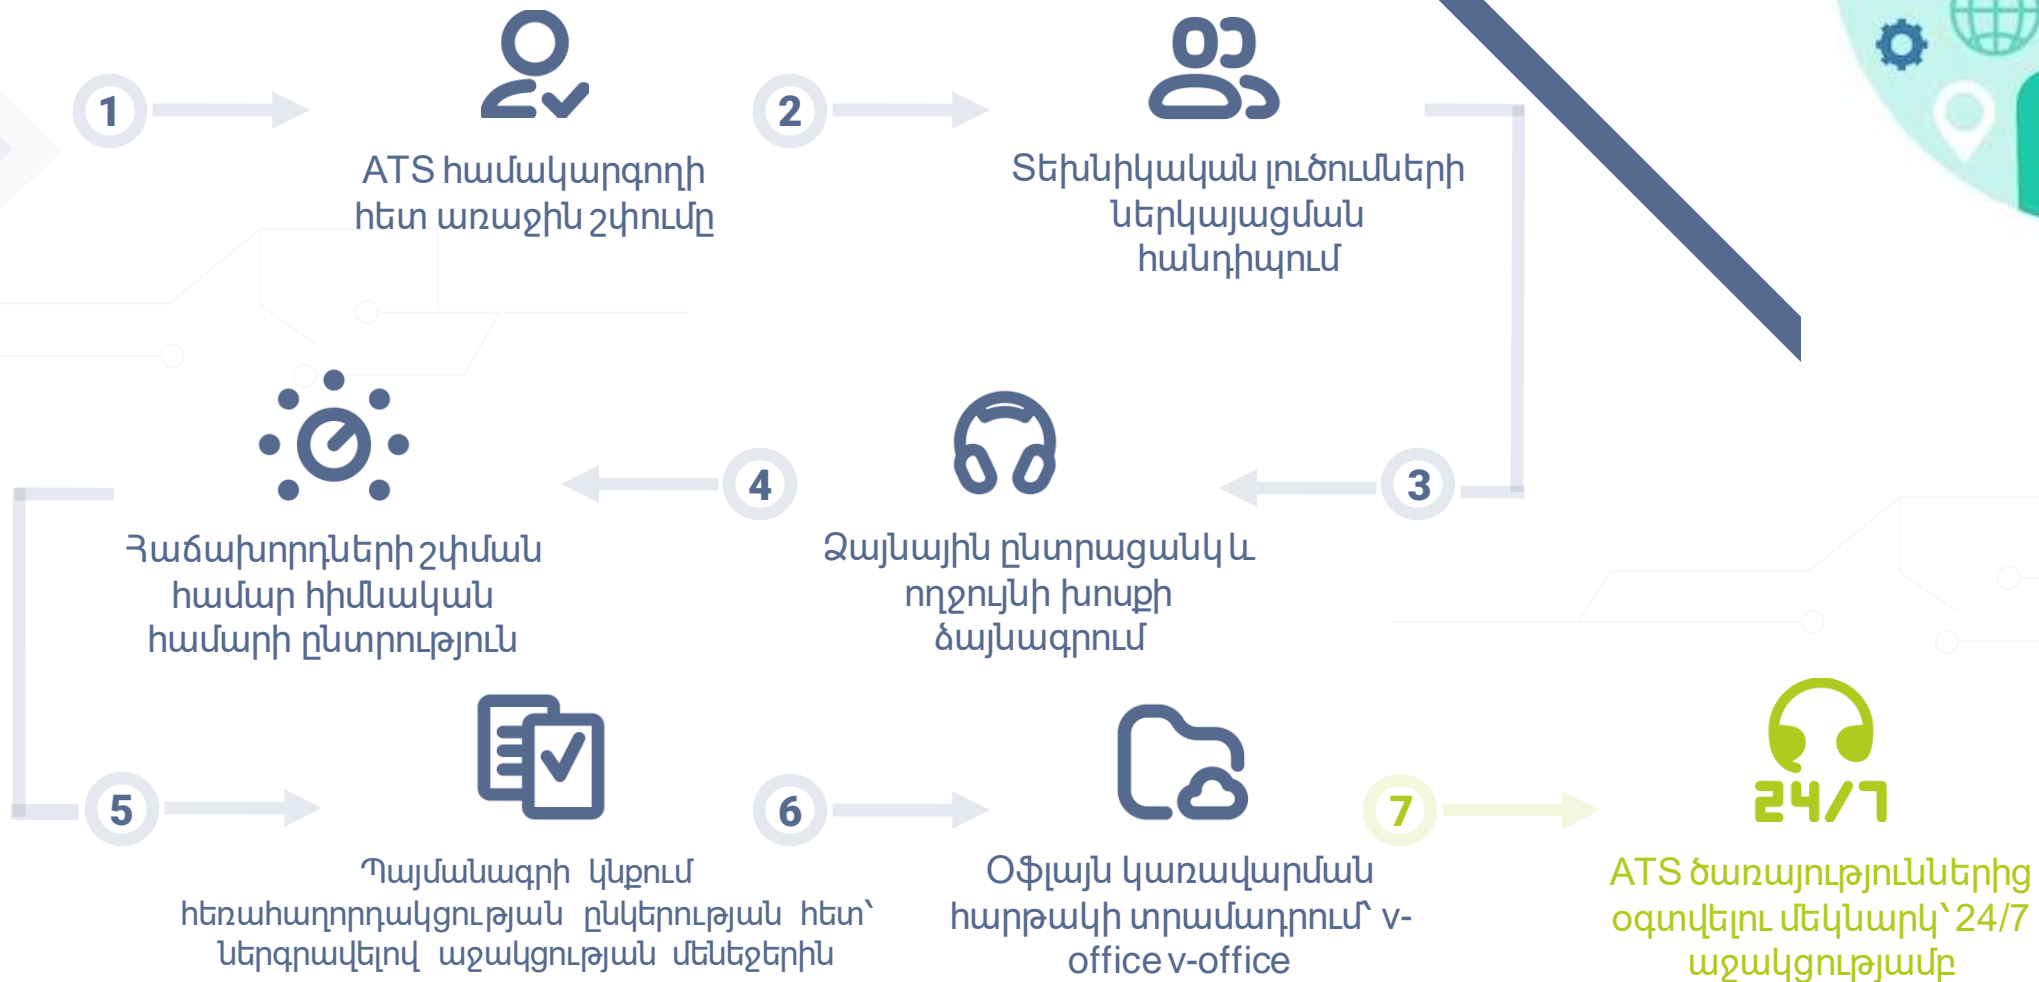 1
ATS համակարգողի
հետ առաջին շփումը
2
Տեխնիկական լուծումների
ներկայացման
հանդիպում
3
Ձայնային ընտրացանկ և
ողջույնի խոսքի
ձայնագրում
4
Հաճախորդների շփման
համար հիմնական
համարի ընտրություն
5
Պայմանագրի կնքում
հեռահաղորդակցության ընկերության հետ՝
ներգրավելով աջակցության մենեջերին
6
Օֆլայն կառավարման
հարթակի տրամադրում՝ v-
office v-office
7
24/7
ATS ծառայություններից
օգտվելու մեկնարկ՝ 24/7
աջակցությամբ